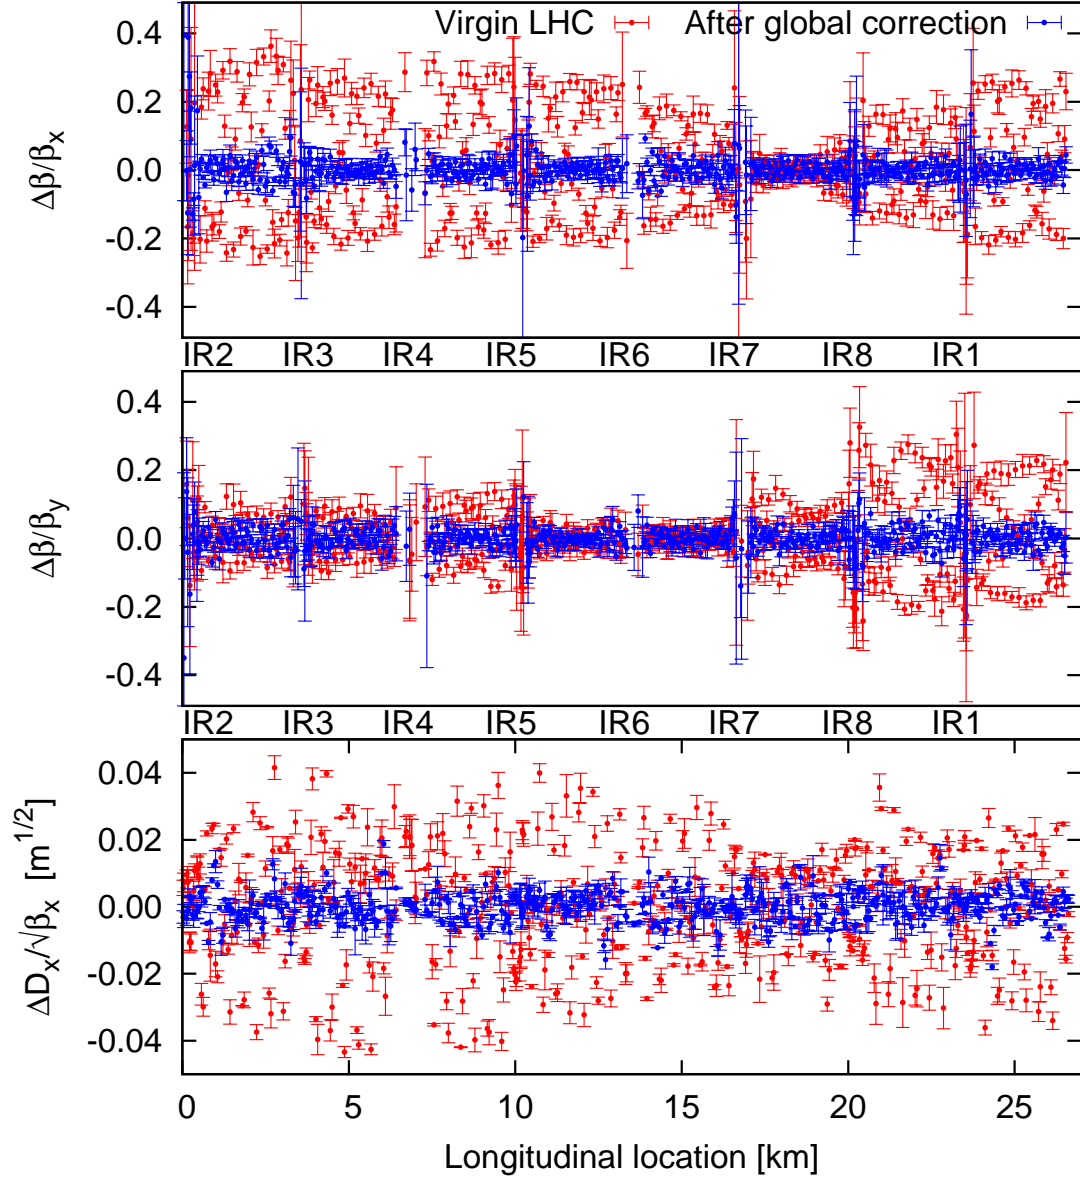 Virgin LHC After global correction
0.4
0.2
0.0
-0.2
-0.4
Δβ/βx
IR2 IR3 IR4 IR5 IR6 IR7 IR8 IR1
0.4
0.2
0.0
-0.2
-0.4
Δβ/βy
IR2 IR3 IR4 IR5 IR6 IR7 IR8 IR1
0.04
0.02
0.00
-0.02
-0.04
ΔDx/√βx [m^1/2]
0 5 10 15 20 25
Longitudinal location [km]